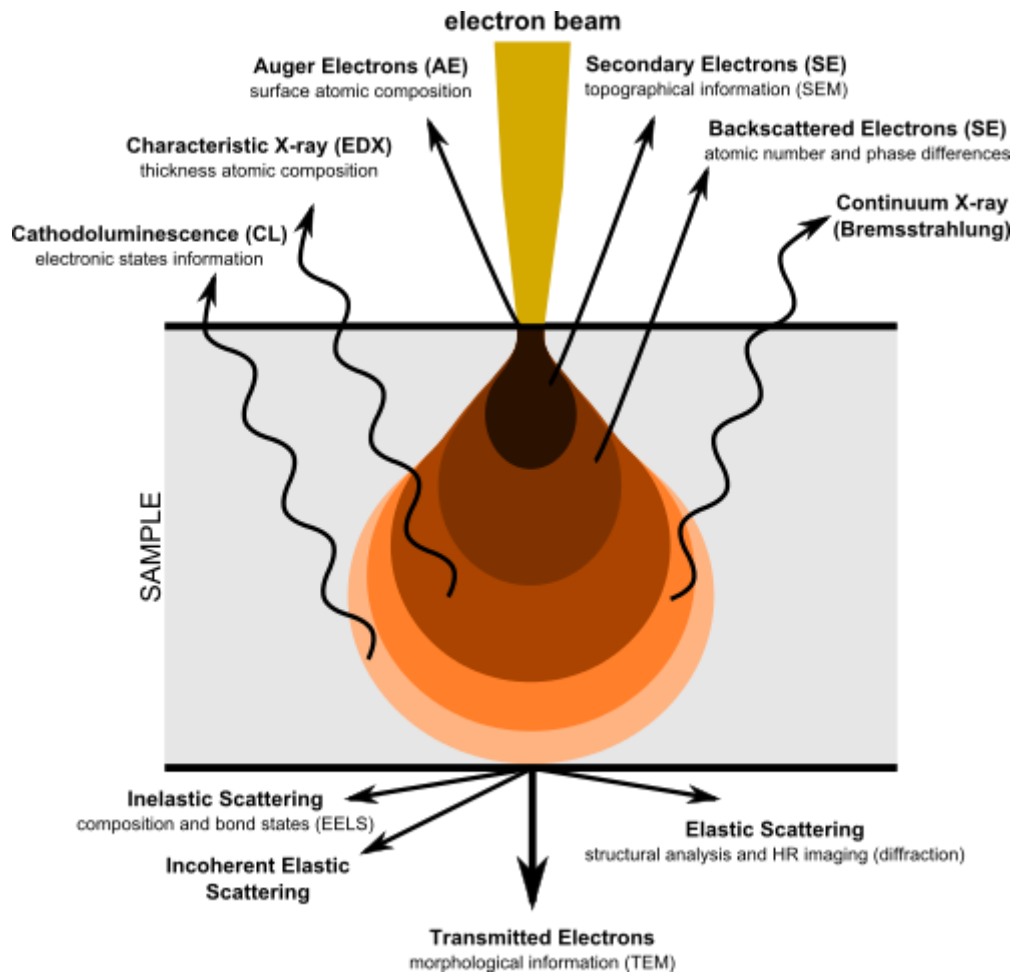 electron beam
Auger Electrons (AE)
surface atomic composition
Secondary Electrons (SE)
topographical information (SEM)
Characteristic X-ray (EDX)
thickness atomic composition
Backscattered Electrons (SE)
atomic number and phase differences
Cathodoluminescence (CL)
electronic states information
Continuum X-ray
(Bremsstrahlung)
SAMPLE
Inelastic Scattering
composition and bond states (EELS)
Incoherent Elastic
Scattering
Elastic Scattering
structural analysis and HR imaging (diffraction)
Transmitted Electrons
morphological information (TEM)